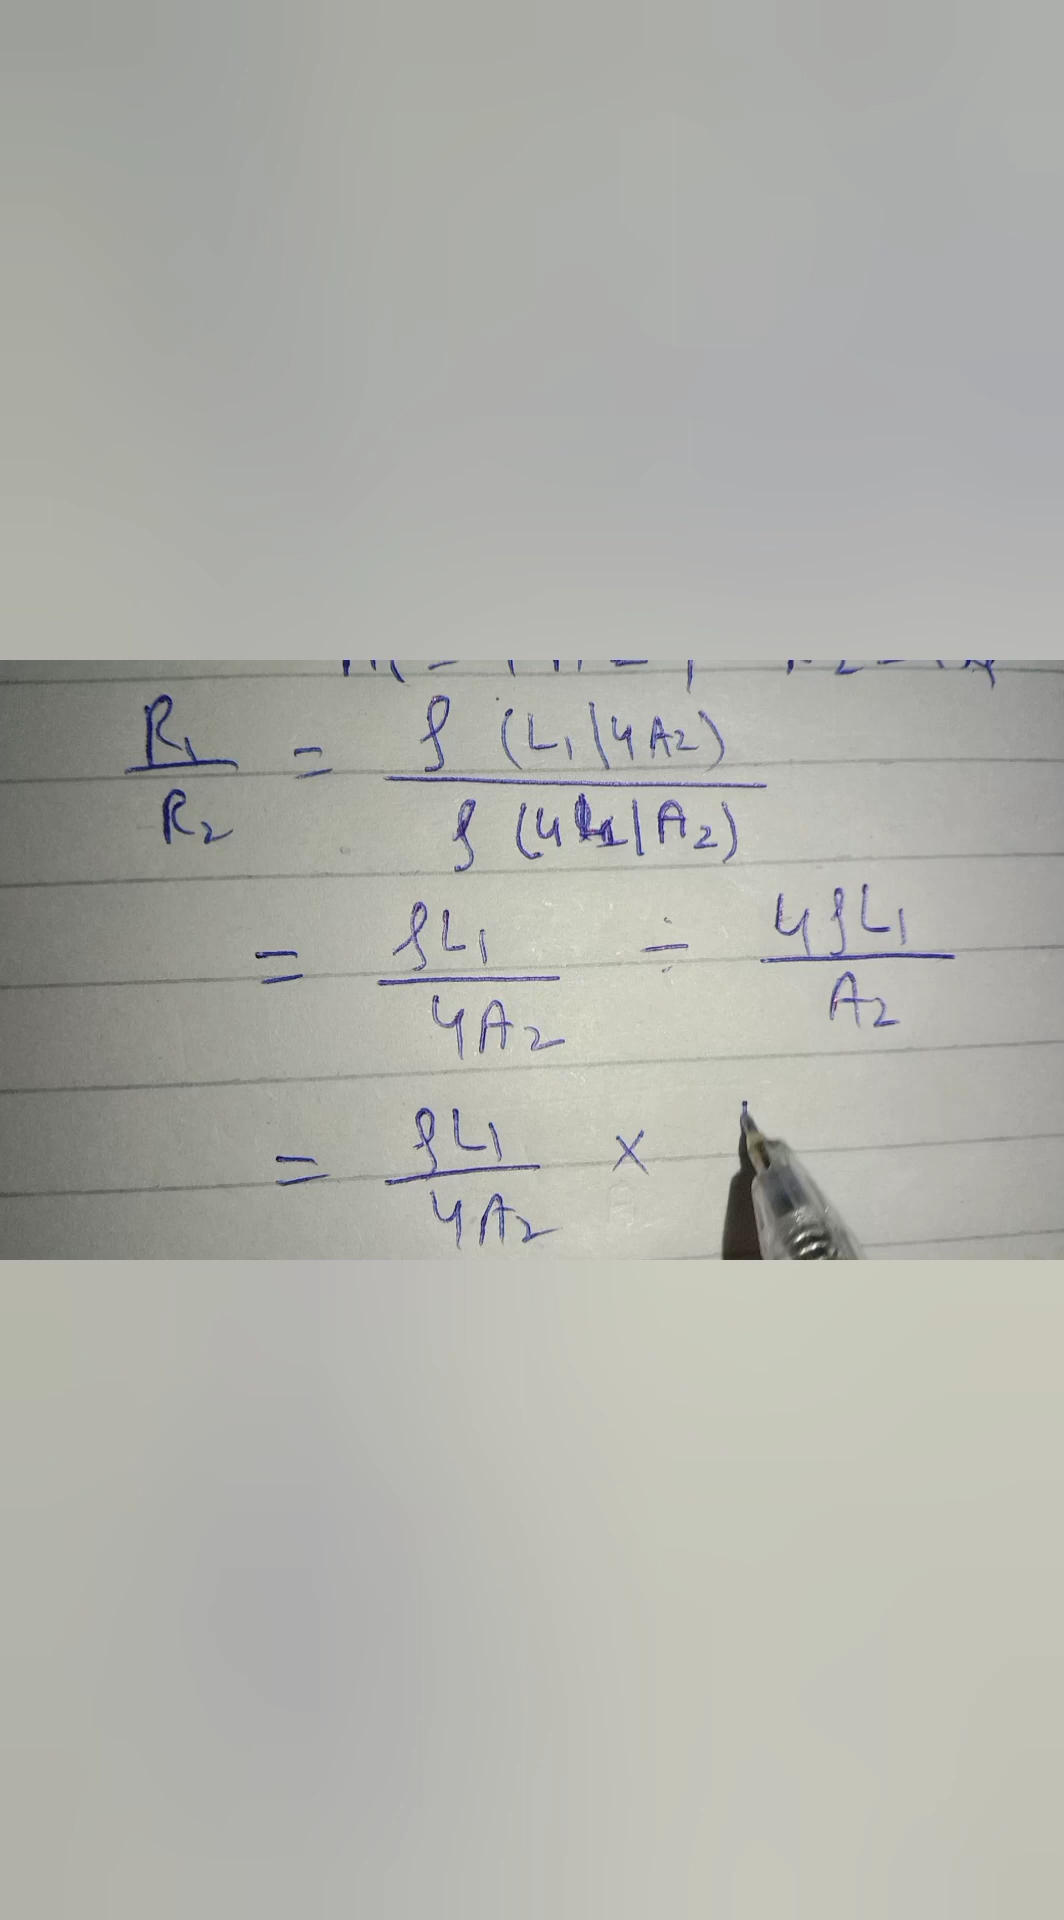 R₁/R₂ = ρ (L₁/4A₂) / ρ (4L₁/A₂)
= ρL₁/4A₂ ÷ 4ρL₁/A₂
= ρL₁/4A₂ ×